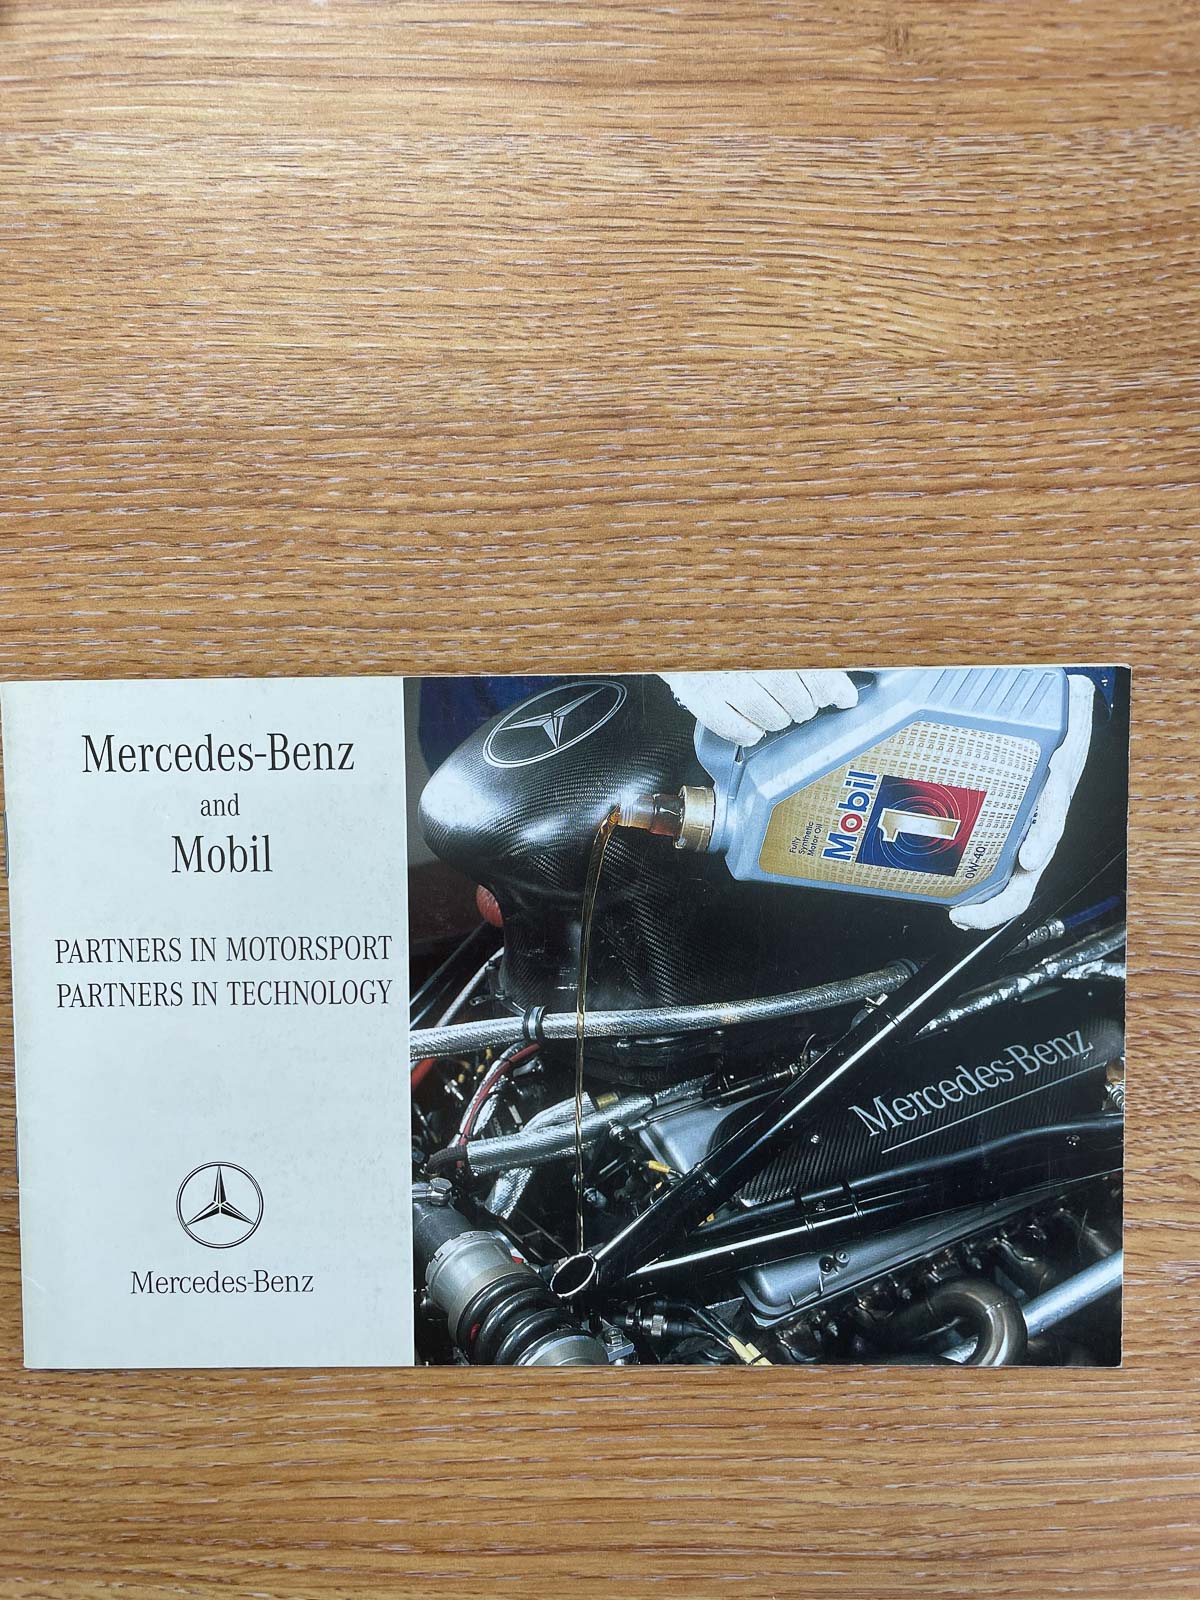 Mercedes-Benz
and
Mobil
PARTNERS IN MOTORSPORT
PARTNERS IN TECHNOLOGY
Mercedes-Benz
Fully
Synthetic
Motor Oil
Mobil
1
0W-40
Mercedes-Benz